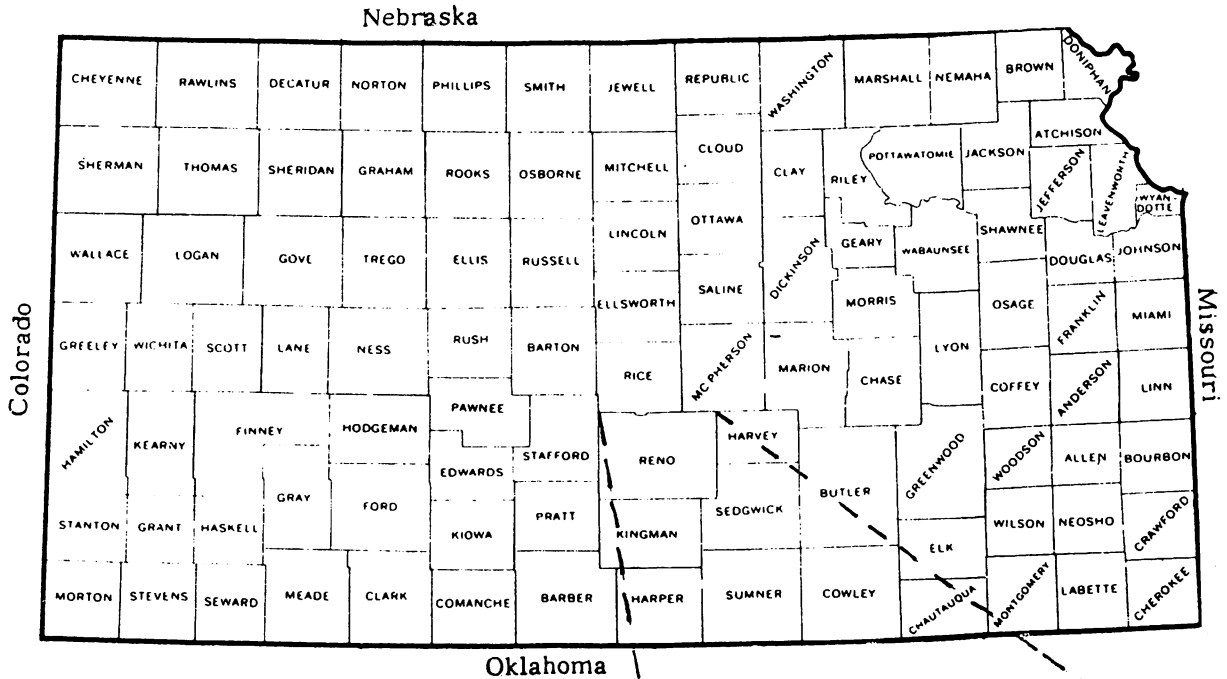 Nebraska
CHEYENNE RAWLINS DECATUR NORTON PHILLIPS SMITH JEWELL REPUBLIC WASHINGTON MARSHALL NEMAHA BROWN DONIPHAN
SHERMAN THOMAS SHERIDAN GRAHAM ROOKS OSBORNE MITCHELL CLOUD CLAY RILEY POTTAWATOMIE JACKSON ATCHISON
JEFFERSON LEAVENWORTH WYAN-
DOTTE
WALLACE LOGAN GOVE TREGO ELLIS RUSSELL LINCOLN OTTAWA DICKINSON GEARY WABAUNSEE SHAWNEE DOUGLAS JOHNSON
ELLSWORTH SALINE MORRIS OSAGE FRANKLIN MIAMI
Colorado
Missouri
GREELEY WICHITA SCOTT LANE NESS RUSH BARTON RICE MC PHERSON MARION CHASE LYON COFFEY ANDERSON LINN
HAMILTON KEARNY FINNEY HODGEMAN PAWNEE STAFFORD RENO HARVEY BUTLER GREENWOOD WOODSON ALLEN BOURBON
EDWARDS
STANTON GRANT HASKELL GRAY FORD KIOWA PRATT KINGMAN SEDGWICK ELK WILSON NEOSHO CRAWFORD
MORTON STEVENS SEWARD MEADE CLARK COMANCHE BARBER HARPER SUMNER COWLEY CHAUTAUQUA MONTGOMERY LABETTE CHEROKEE
Oklahoma